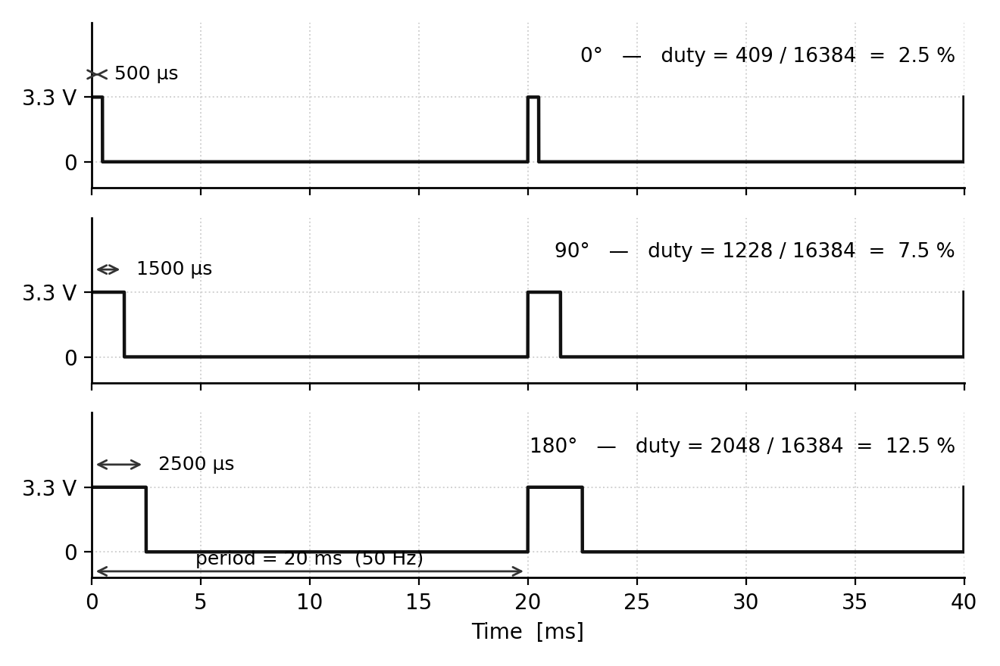 0° — duty = 409 / 16384 = 2.5 %
500 µs
3.3 V
0
90° — duty = 1228 / 16384 = 7.5 %
1500 µs
3.3 V
0
180° — duty = 2048 / 16384 = 12.5 %
2500 µs
3.3 V
0
period = 20 ms (50 Hz)
0 5 10 15 20 25 30 35 40
Time [ms]